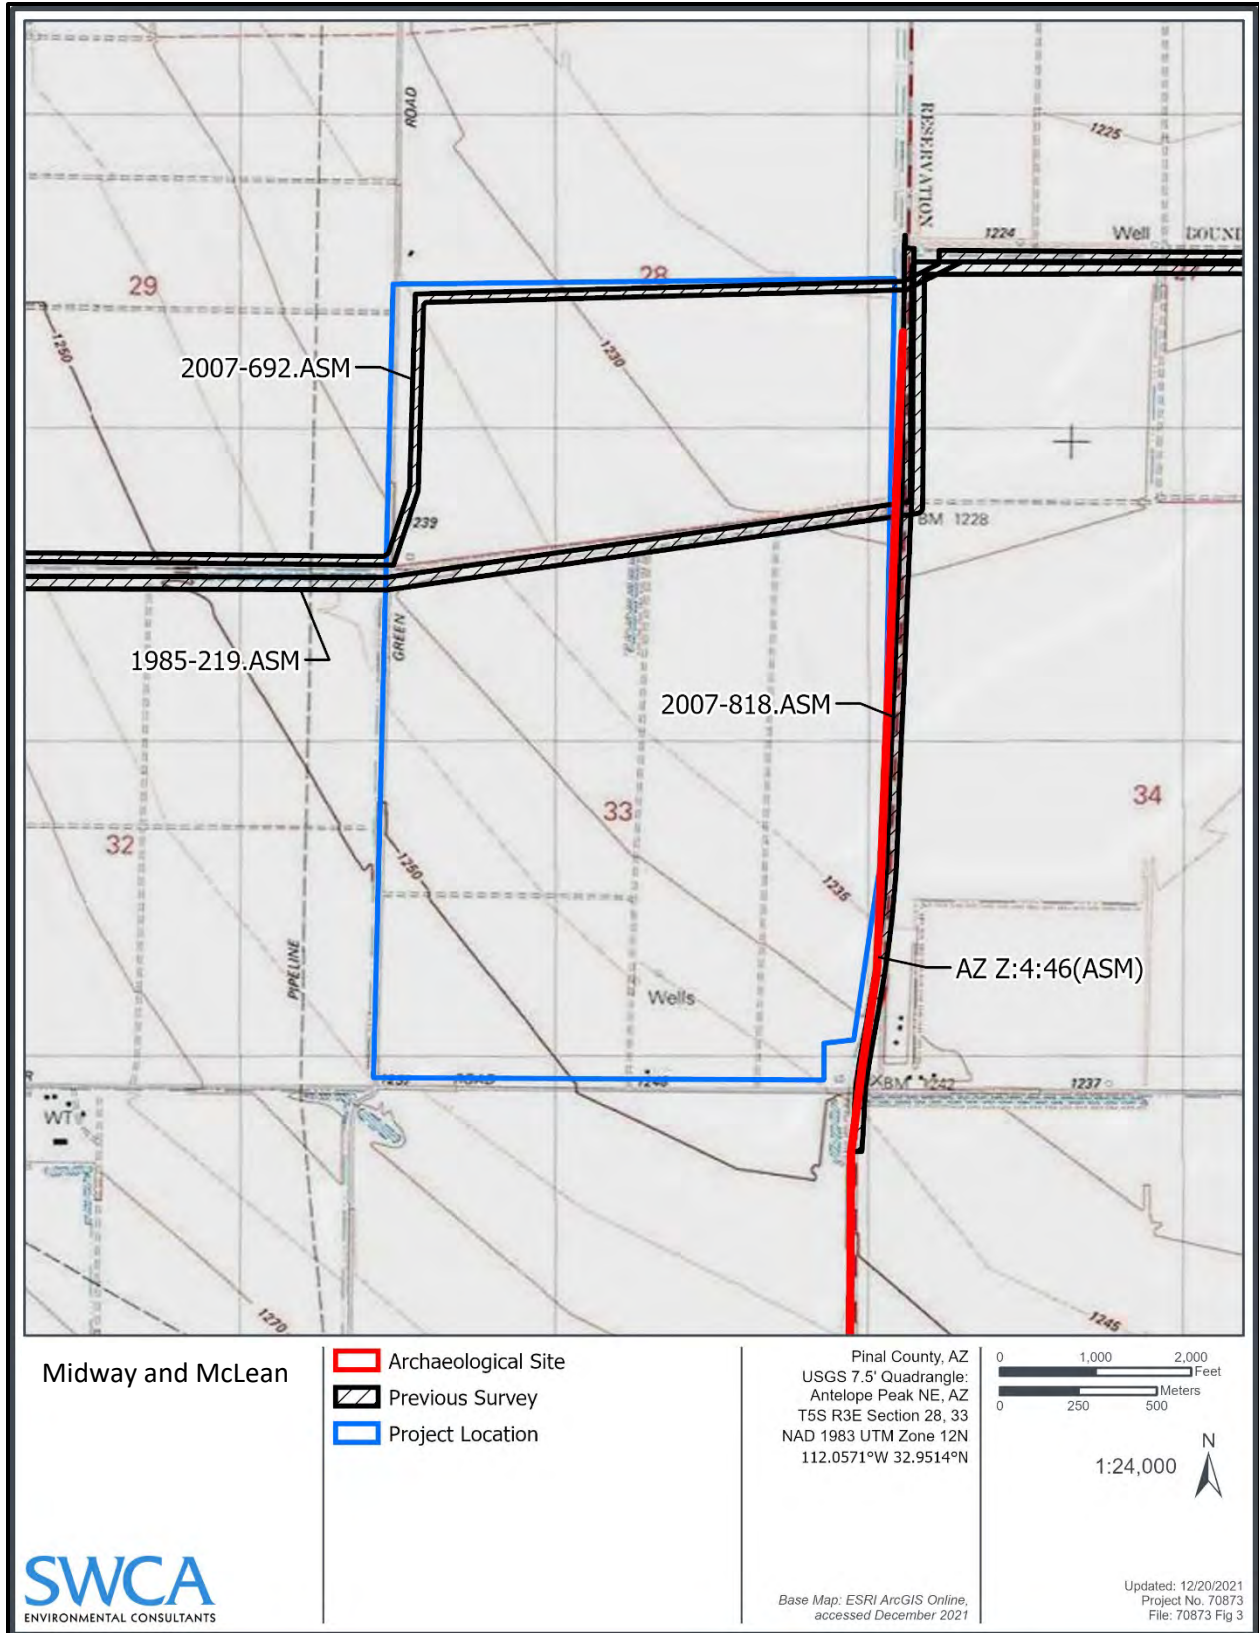 ROAD
RESERVATION
1225
1224
Well
BOUND
29
28
27
1250
2007-692.ASM
1230
1239
BM 1228
GREEN
1985-219.ASM
2007-818.ASM
33
34
32
1250
1235
PIPELINE
AZ Z:4:46(ASM)
Wells
ROAD
XBM 1242
1237
WT
1270
1245
Midway and McLean
Archaeological Site
Previous Survey
Project Location
Pinal County, AZ
USGS 7.5' Quadrangle:
Antelope Peak NE, AZ
T5S R3E Section 28, 33
NAD 1983 UTM Zone 12N
112.0571°W 32.9514°N
0 1,000 2,000
Feet
Meters
0 250 500
N
1:24,000
SWCA
ENVIRONMENTAL CONSULTANTS
Base Map: ESRI ArcGIS Online,
accessed December 2021
Updated: 12/20/2021
Project No. 70873
File: 70873 Fig 3